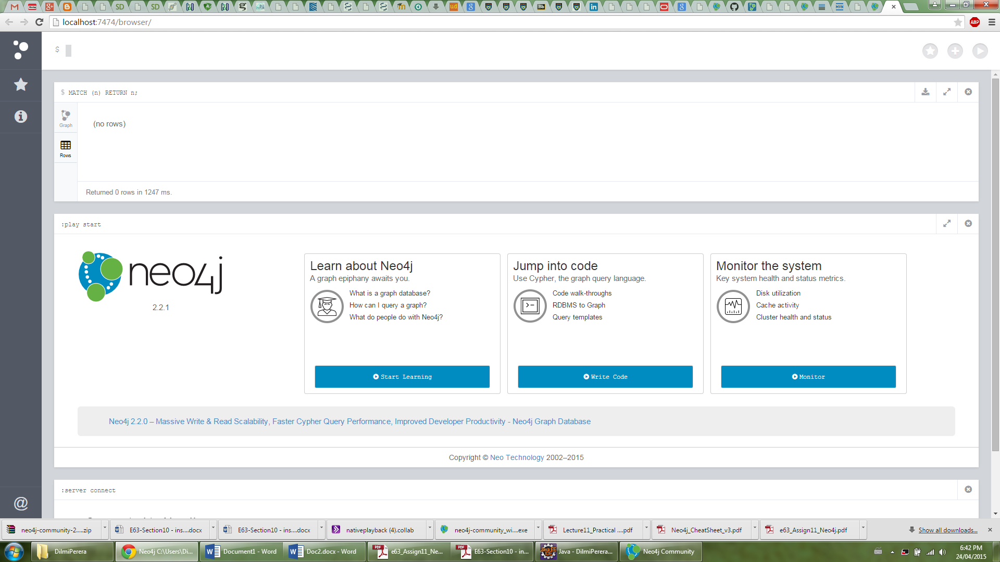 localhost:7474/browser/
ABP
$
$ MATCH (n) RETURN n;
Graph
(no rows)
Rows
Returned 0 rows in 1247 ms.
:play start
neo4j
2.2.1
Learn about Neo4j
A graph epiphany awaits you.
What is a graph database?
How can I query a graph?
What do people do with Neo4j?
Start Learning
Jump into code
Use Cypher, the graph query language.
Code walk-throughs
RDBMS to Graph
Query templates
Write Code
Monitor the system
Key system health and status metrics.
Disk utilization
Cache activity
Cluster health and status
Monitor
Neo4j 2.2.0 – Massive Write & Read Scalability, Faster Cypher Query Performance, Improved Developer Productivity - Neo4j Graph Database
Copyright © Neo Technology 2002–2015
:server connect
@
neo4j-community-2.....zip
E63-Section10 - ins....docx
E63-Section10 - ins....docx
nativeplayback (4).collab
neo4j-community_wi....exe
Lecture11_Practical ....pdf
Neo4j_CheatSheet_v3.pdf
e63_Assign11_Neo4j.pdf
Show all downloads...
DilmiPerera
Neo4j C:\Users\Di...
Document1 - Word
Doc2.docx - Word
e63_Assign11_Ne...
E63-Section10 - in...
Java - DilmiPerera...
Neo4j Community
6:42 PM
24/04/2015